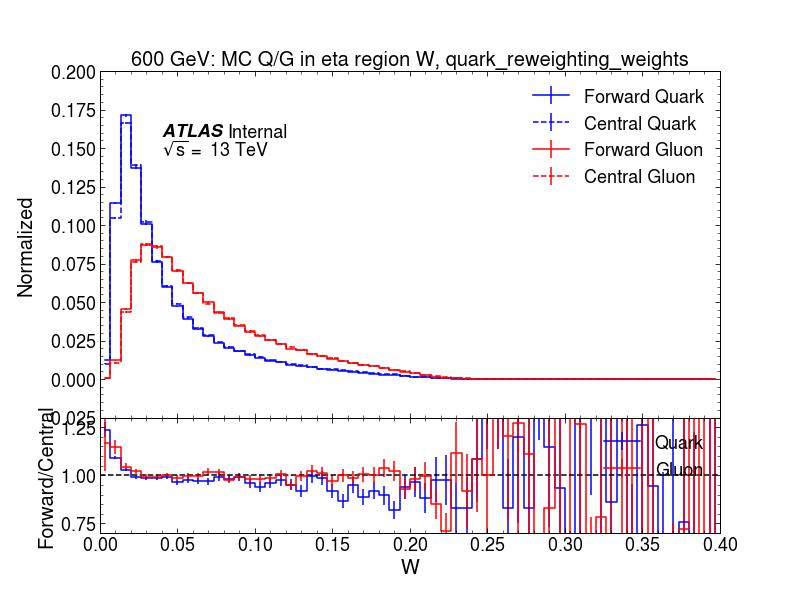 600 GeV: MC Q/G in eta region W, quark_reweighting_weights
0.200
0.175
0.150
0.125
0.100
0.075
0.050
0.025
0.000
0.025
Normalized
ATLAS Internal
√s = 13 TeV
Forward Quark
Central Quark
Forward Gluon
Central Gluon
1.25
1.00
0.75
Forward/Central
Quark
Gluon
0.00 0.05 0.10 0.15 0.20 0.25 0.30 0.35 0.40
W